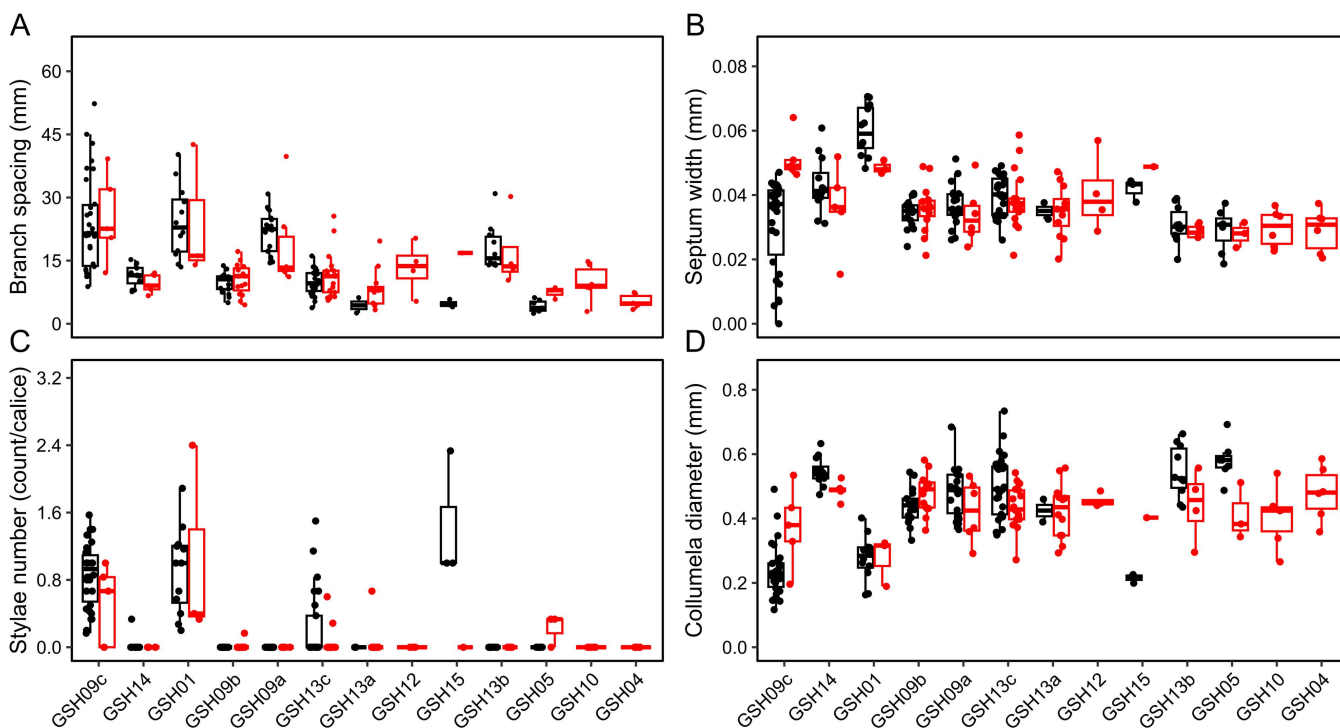 A
Branch spacing (mm)
60
45
30
15
0
B
Septum width (mm)
0.08
0.06
0.04
0.02
0.00
C
Stylae number (count/calice)
3.2
2.4
1.6
0.8
0.0
GSH09c
GSH14
GSH01
GSH09b
GSH09a
GSH13c
GSH13a
GSH12
GSH15
GSH13b
GSH05
GSH10
GSH04
D
Collumela diameter (mm)
0.8
0.6
0.4
0.2
0.0
GSH09c
GSH14
GSH01
GSH09b
GSH09a
GSH13c
GSH13a
GSH12
GSH15
GSH13b
GSH05
GSH10
GSH04